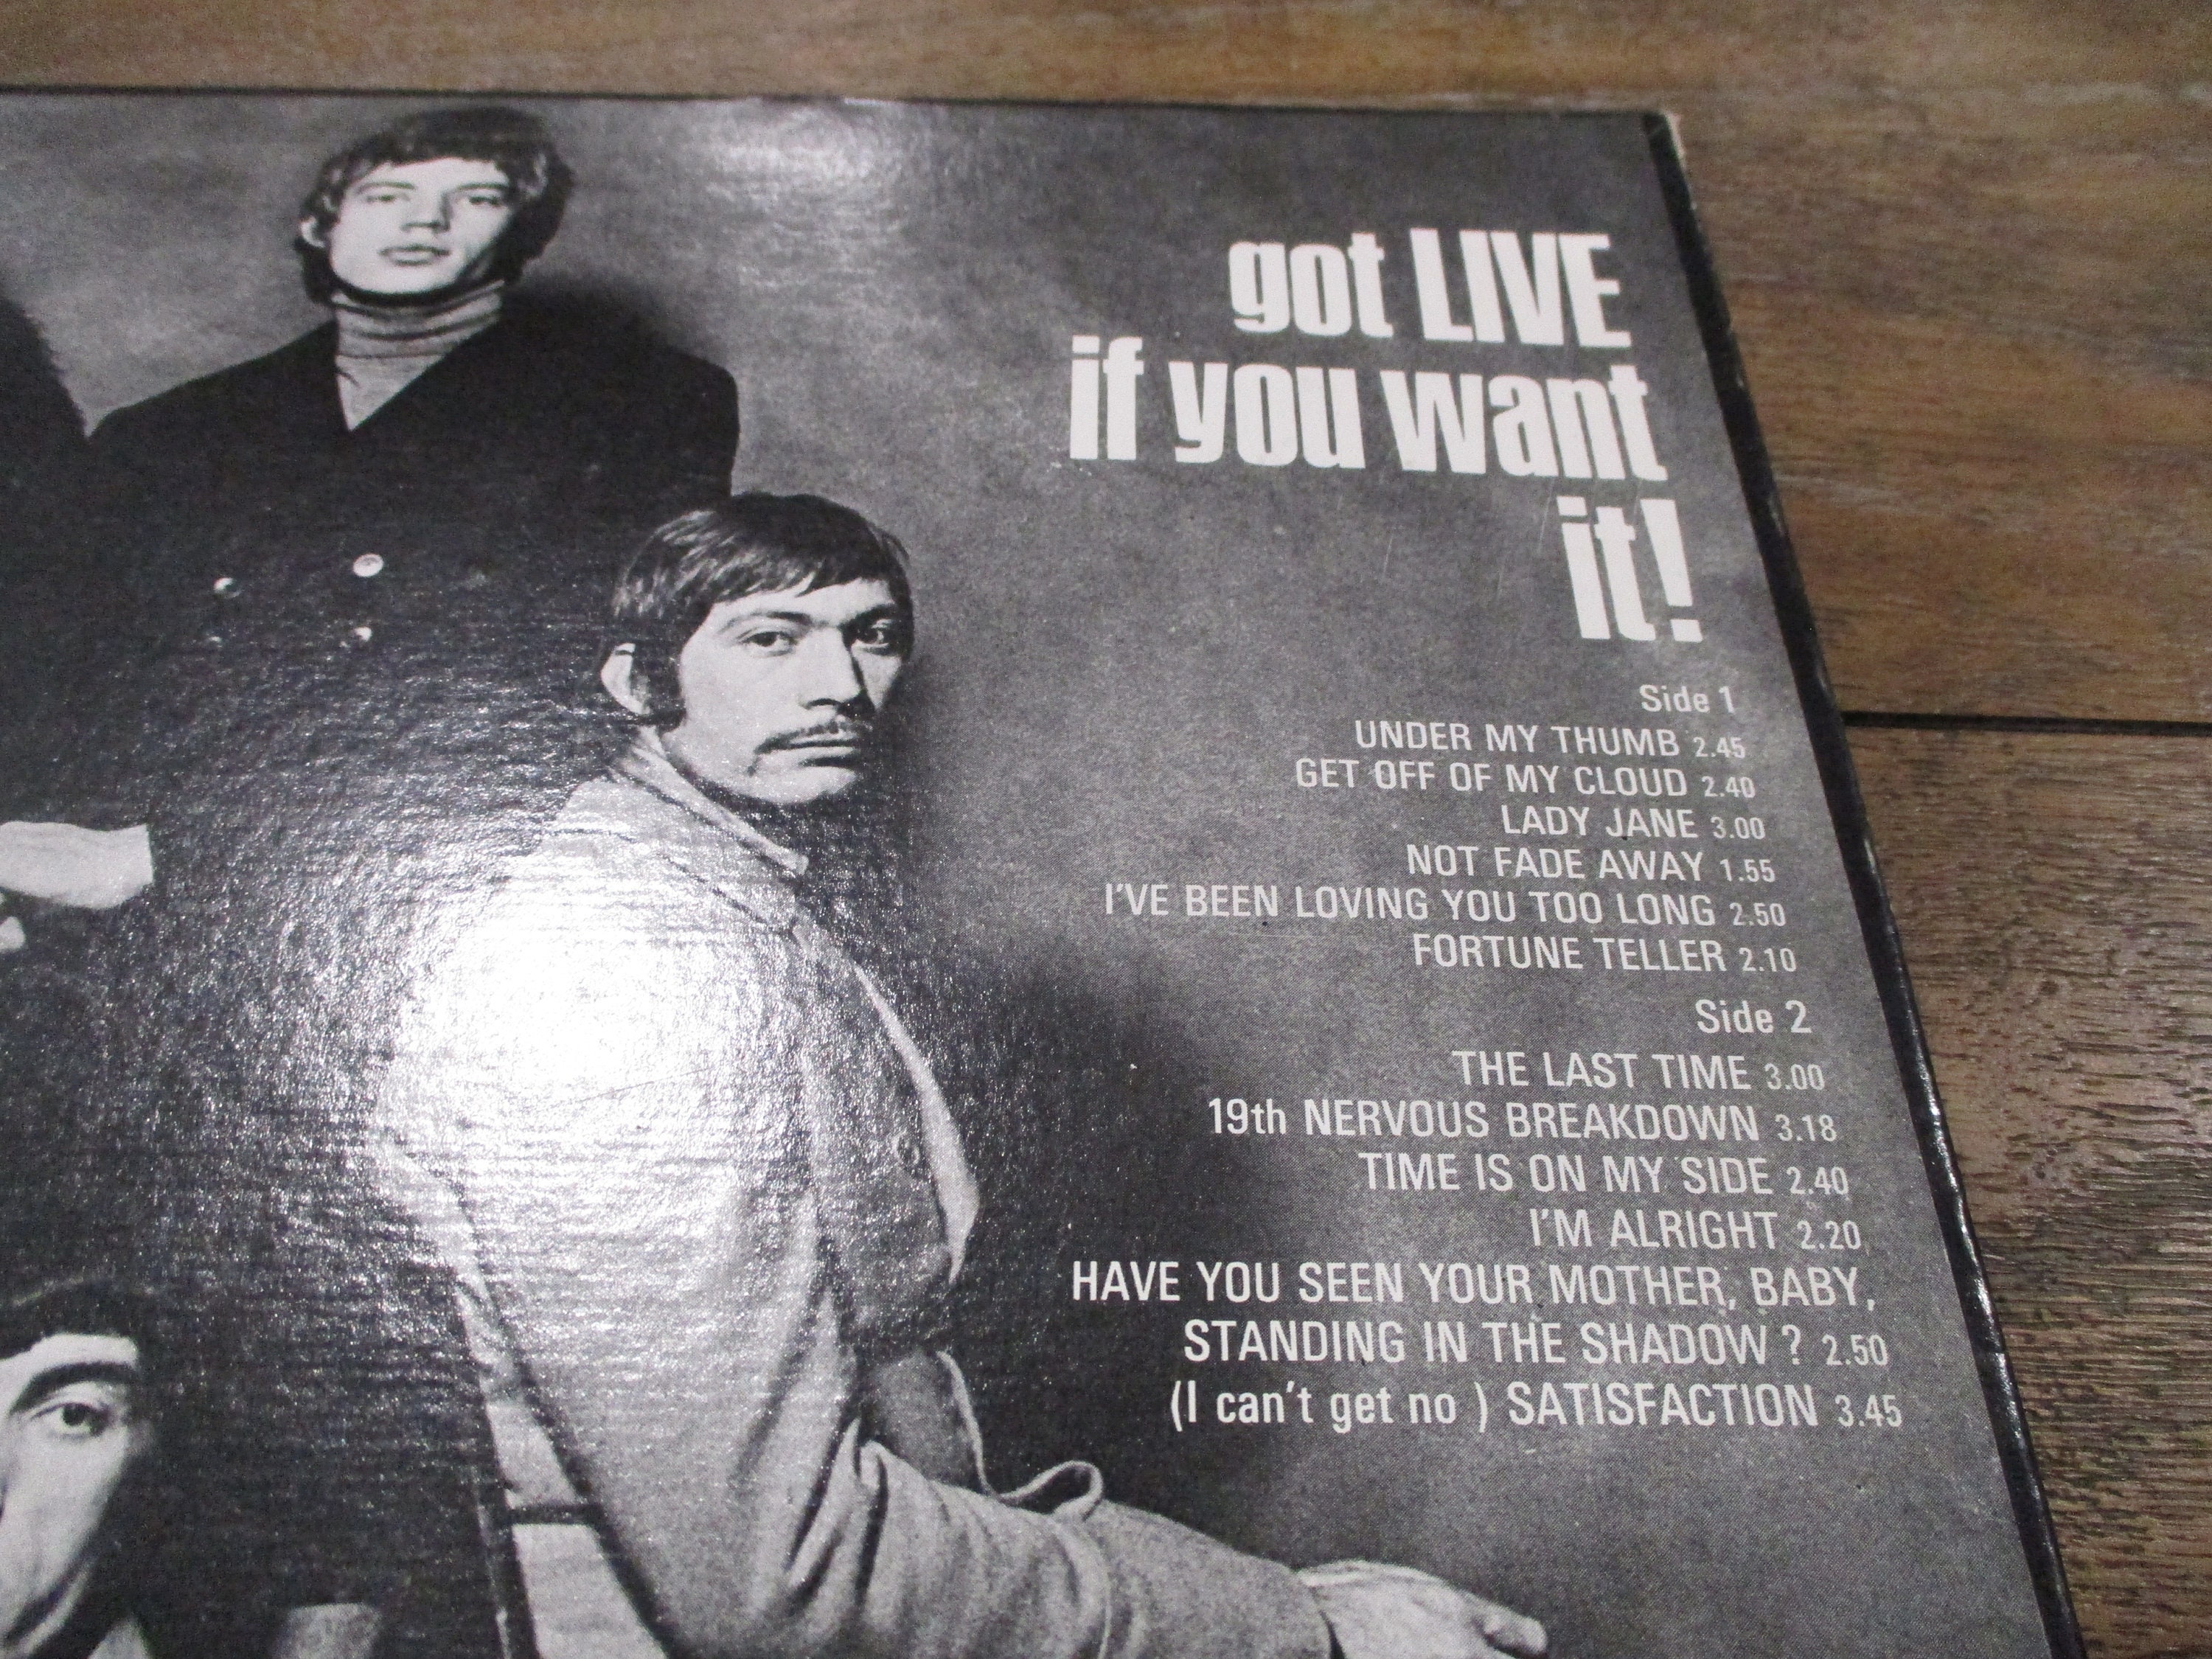 got LIVE
if you want
it!
Side 1
UNDER MY THUMB 2.45
GET OFF OF MY CLOUD 2.40
LADY JANE 3.00
NOT FADE AWAY 1.55
I'VE BEEN LOVING YOU TOO LONG 2.50
FORTUNE TELLER 2.10
Side 2
THE LAST TIME 3.00
19th NERVOUS BREAKDOWN 3.18
TIME IS ON MY SIDE 2.40
I'M ALRIGHT 2.20
HAVE YOU SEEN YOUR MOTHER, BABY,
STANDING IN THE SHADOW ? 2.50
(I can't get no ) SATISFACTION 3.45